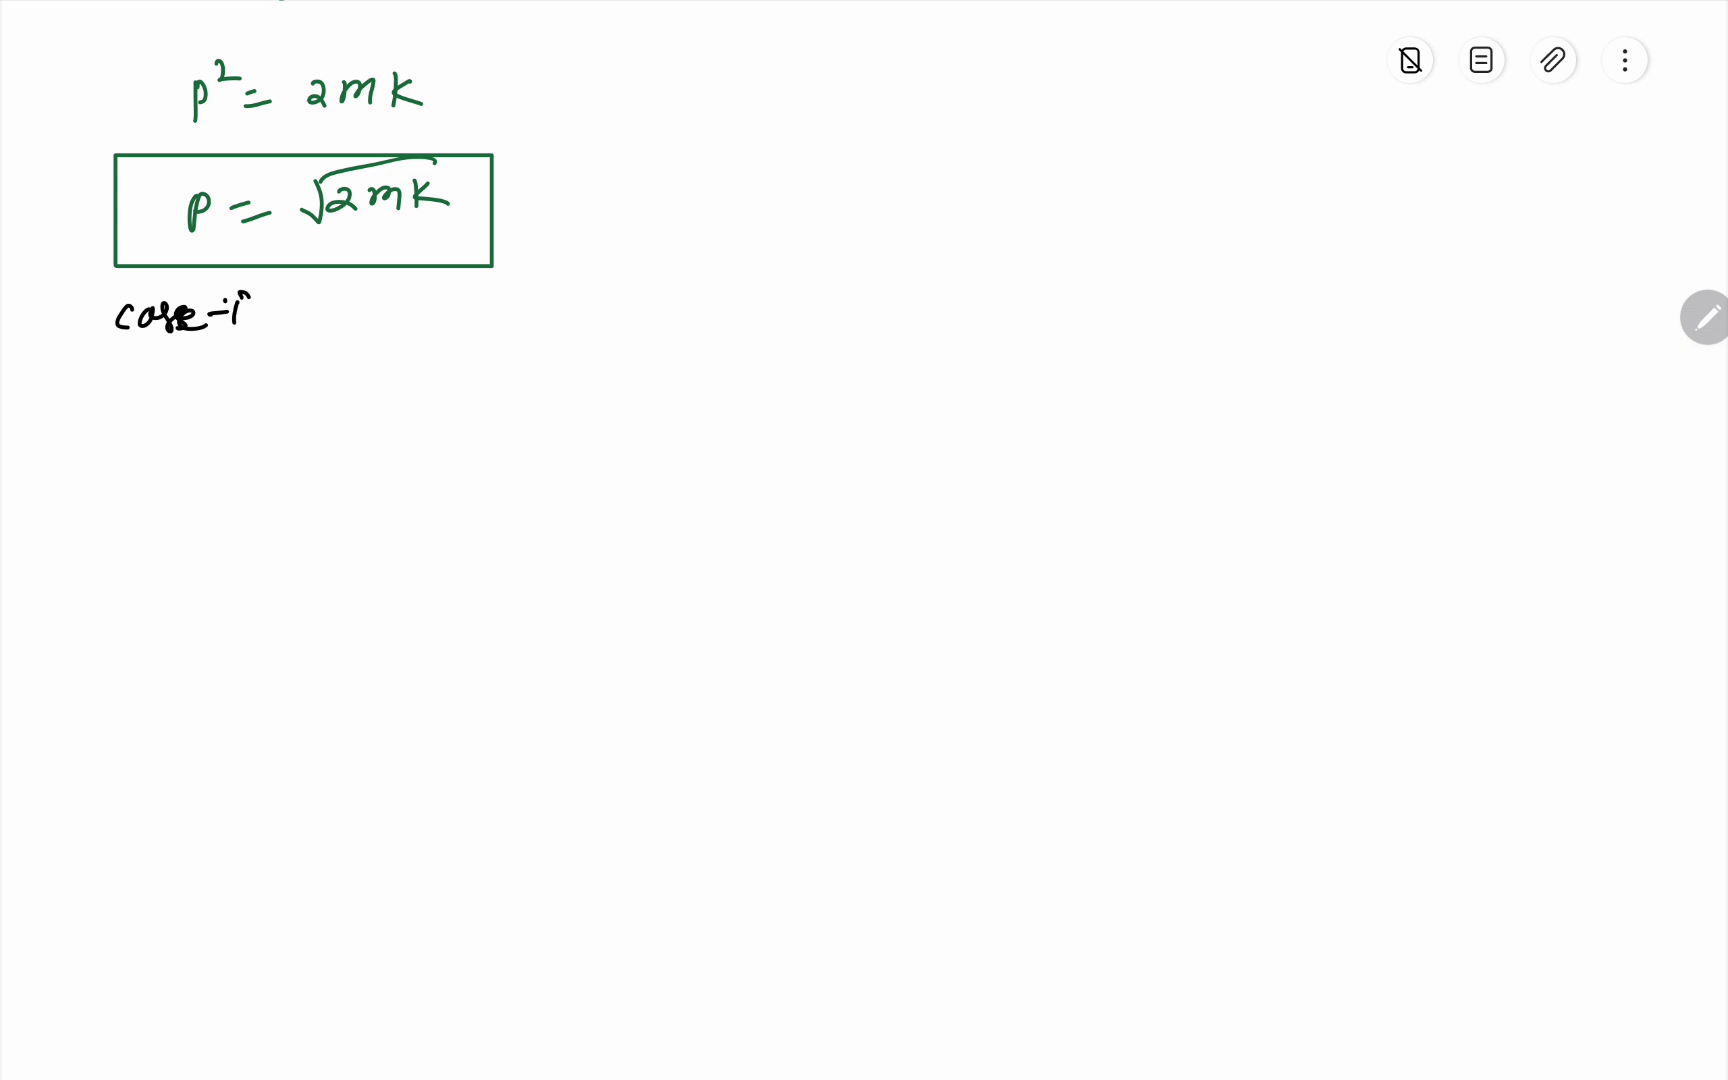 p² = 2mK
p = √2mK
case-i